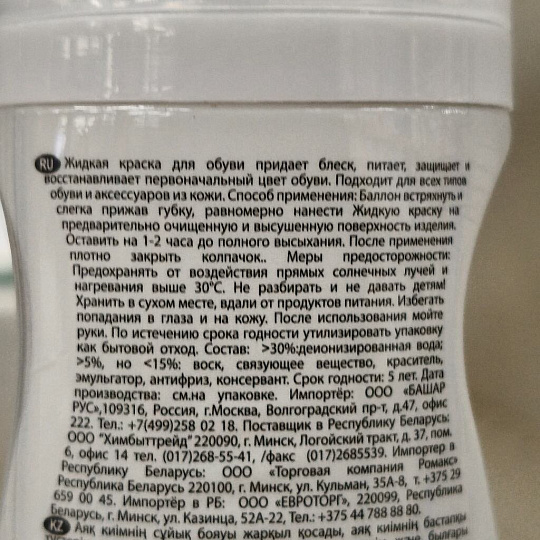 RU Жидкая краска для обуви придает блеск, питает, защищает и
восстанавливает первоначальный цвет обуви. Подходит для всех типов
обуви и аксессуаров из кожи. Способ применения: Баллон встряхнуть и
слегка прижав губку, равномерно нанести Жидкую краску на
предварительно очищенную и высушенную поверхность изделия.
Оставить на 1-2 часа до полного высыхания. После применения
плотно закрыть колпачок.. Меры предосторожности:
Предохранять от воздействия прямых солнечных лучей и
нагревания выше 30°С. Не разбирать и не давать детям!
Хранить в сухом месте, вдали от продуктов питания. Избегать
попадания в глаза и на кожу. После использования мойте
руки. По истечению срока годности утилизировать упаковку
как бытовой отход. Состав: >30%:деионизированная вода;
>5%, но <15%: воск, связующее вещество, краситель,
эмульгатор, антифриз, консервант. Срок годности: 5 лет. Дата
производства: см.на упаковке. Импортёр: ООО «БАШАР
РУС»,109316, Россия, г.Москва, Волгоградский пр-т, д.47, офис
222. Тел.: +7(499)258 02 18. Поставщик в Республику Беларусь:
ООО "Химбыттрейд" 220090, г. Минск, Логойский тракт, д. 37, пом.
6, офис 14 тел. (017)268-55-41, /факс (017)2685539. Импортер в
Республику Беларусь: ООО «Торговая компания Ромакс»
Республика Беларусь 220100, г. Минск, ул. Кульман, 35А-8, т. +375 29
659 00 45. Импортёр в РБ: ООО «ЕВРОТОРГ», 220099, Республика
Беларусь, г. Минск, ул. Казинца, 52А-22, Тел.: +375 44 788 88 80.
KZ Аяқ киімнің сұйық бояуы жарқыл қосады, аяқ киімнің бастапқы